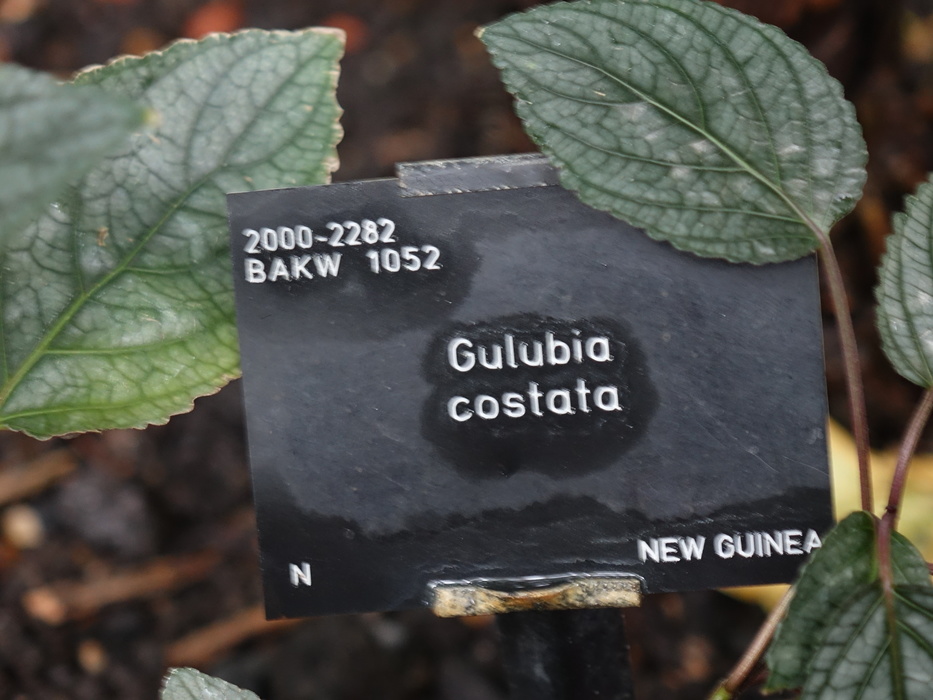 2000-2282
BAKW 1052
Gulubia
costata
NEW GUINEA
N